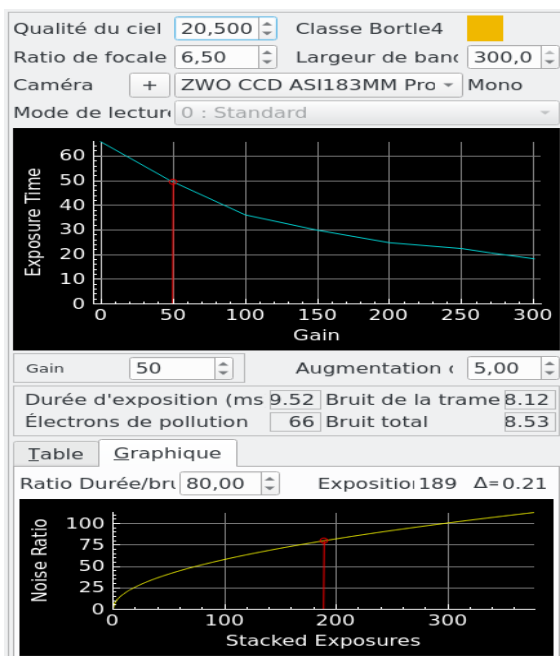 Qualité du ciel 20,500 Classe Bortle4
Ratio de focale 6,50 Largeur de band 300,0
Caméra + ZWO CCD ASI183MM Pro Mono
Mode de lectur 0 : Standard
60
50
40
30
20
10
0
Exposure Time
0 50 100 150 200 250 300
Gain
Gain 50 Augmentation 5,00
Durée d'exposition (ms 9.52 Bruit de la trame 8.12
Électrons de pollution 66 Bruit total 8.53
Table Graphique
Ratio Durée/bru 80,00 Expositio 189 Δ=0.21
100
75
50
25
0
Noise Ratio
0 100 200 300
Stacked Exposures